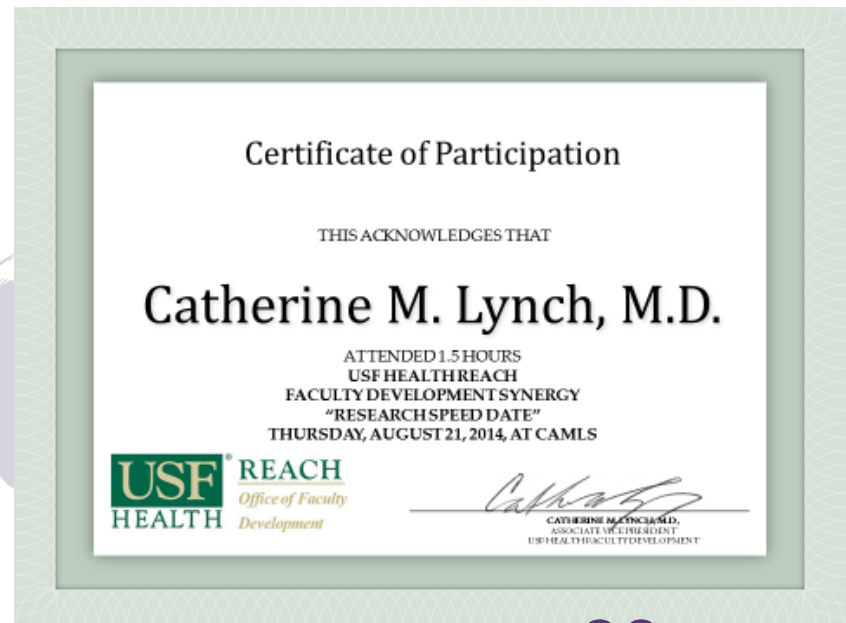 Certificate of Participation
THIS ACKNOWLEDGES THAT
Catherine M. Lynch, M.D.
ATTENDED 1.5 HOURS
USF HEALTH REACH
FACULTY DEVELOPMENT SYNERGY
“RESEARCH SPEED DATE”
THURSDAY, AUGUST 21, 2014, AT CAMLS
USF® REACH
Office of Faculty
HEALTH Development
CATHERINE M. LYNCH, M.D.,
ASSOCIATE VICE PRESIDENT
USF HEALTH FACULTY DEVELOPMENT